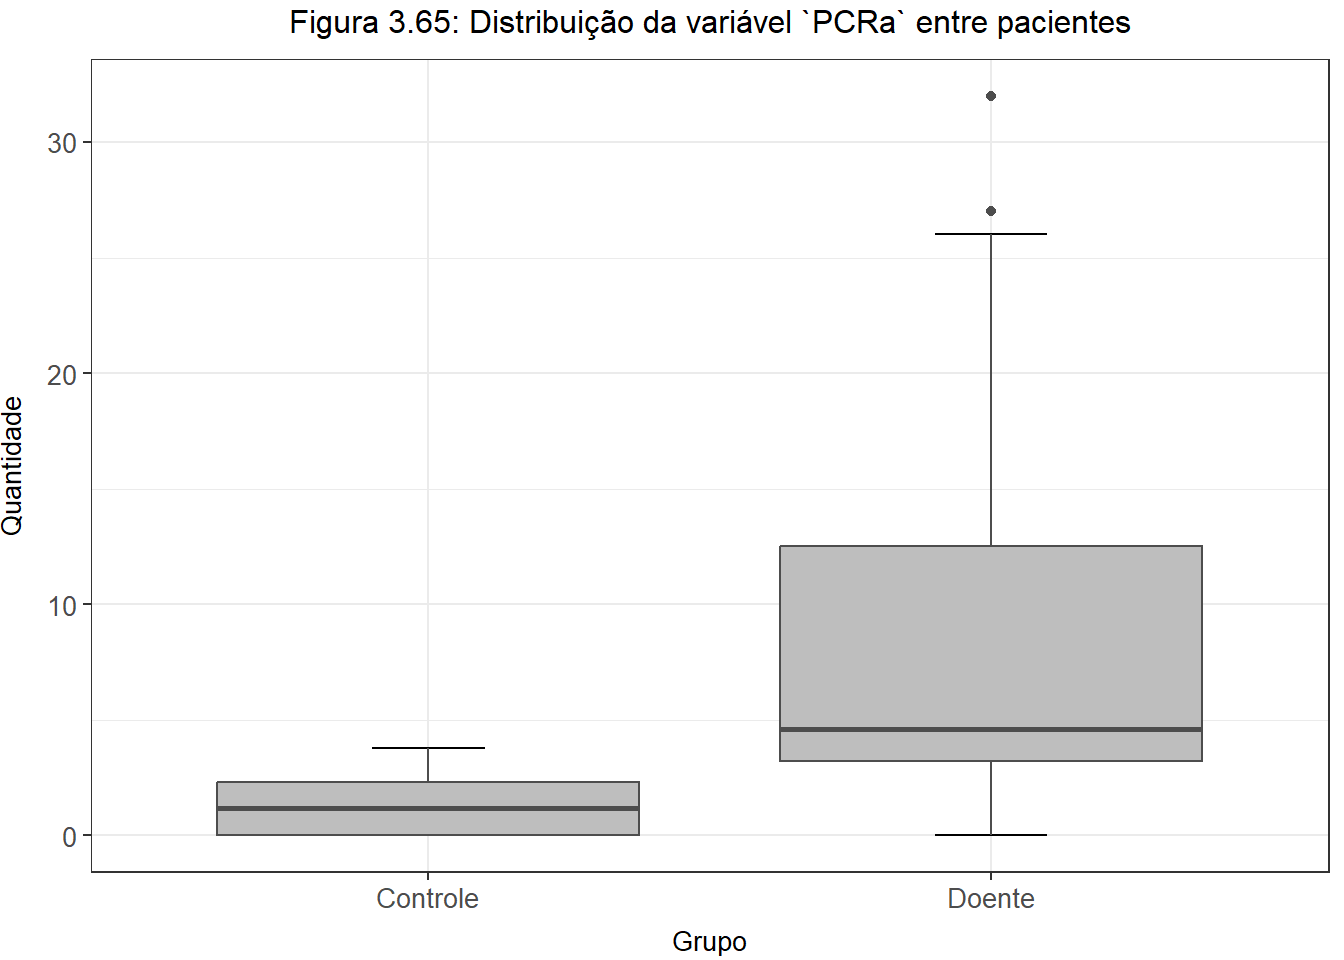 Figura 3.65: Distribuição da variável `PCRa` entre pacientes
30
20
10
0
Quantidade
Controle
Doente
Grupo